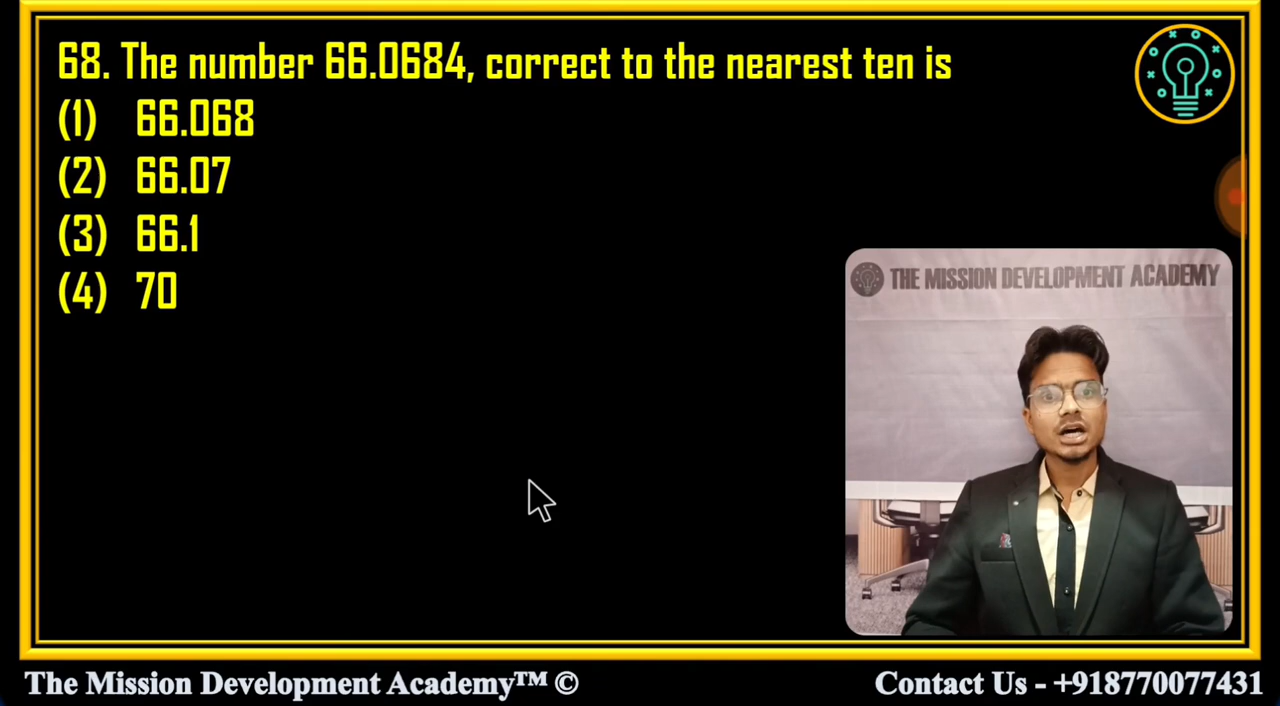 68. The number 66.0684, correct to the nearest ten is
(1) 66.068
(2) 66.07
(3) 66.1
(4) 70
THE MISSION DEVELOPMENT ACADEMY
The Mission Development Academy™ ©
Contact Us - +918770077431